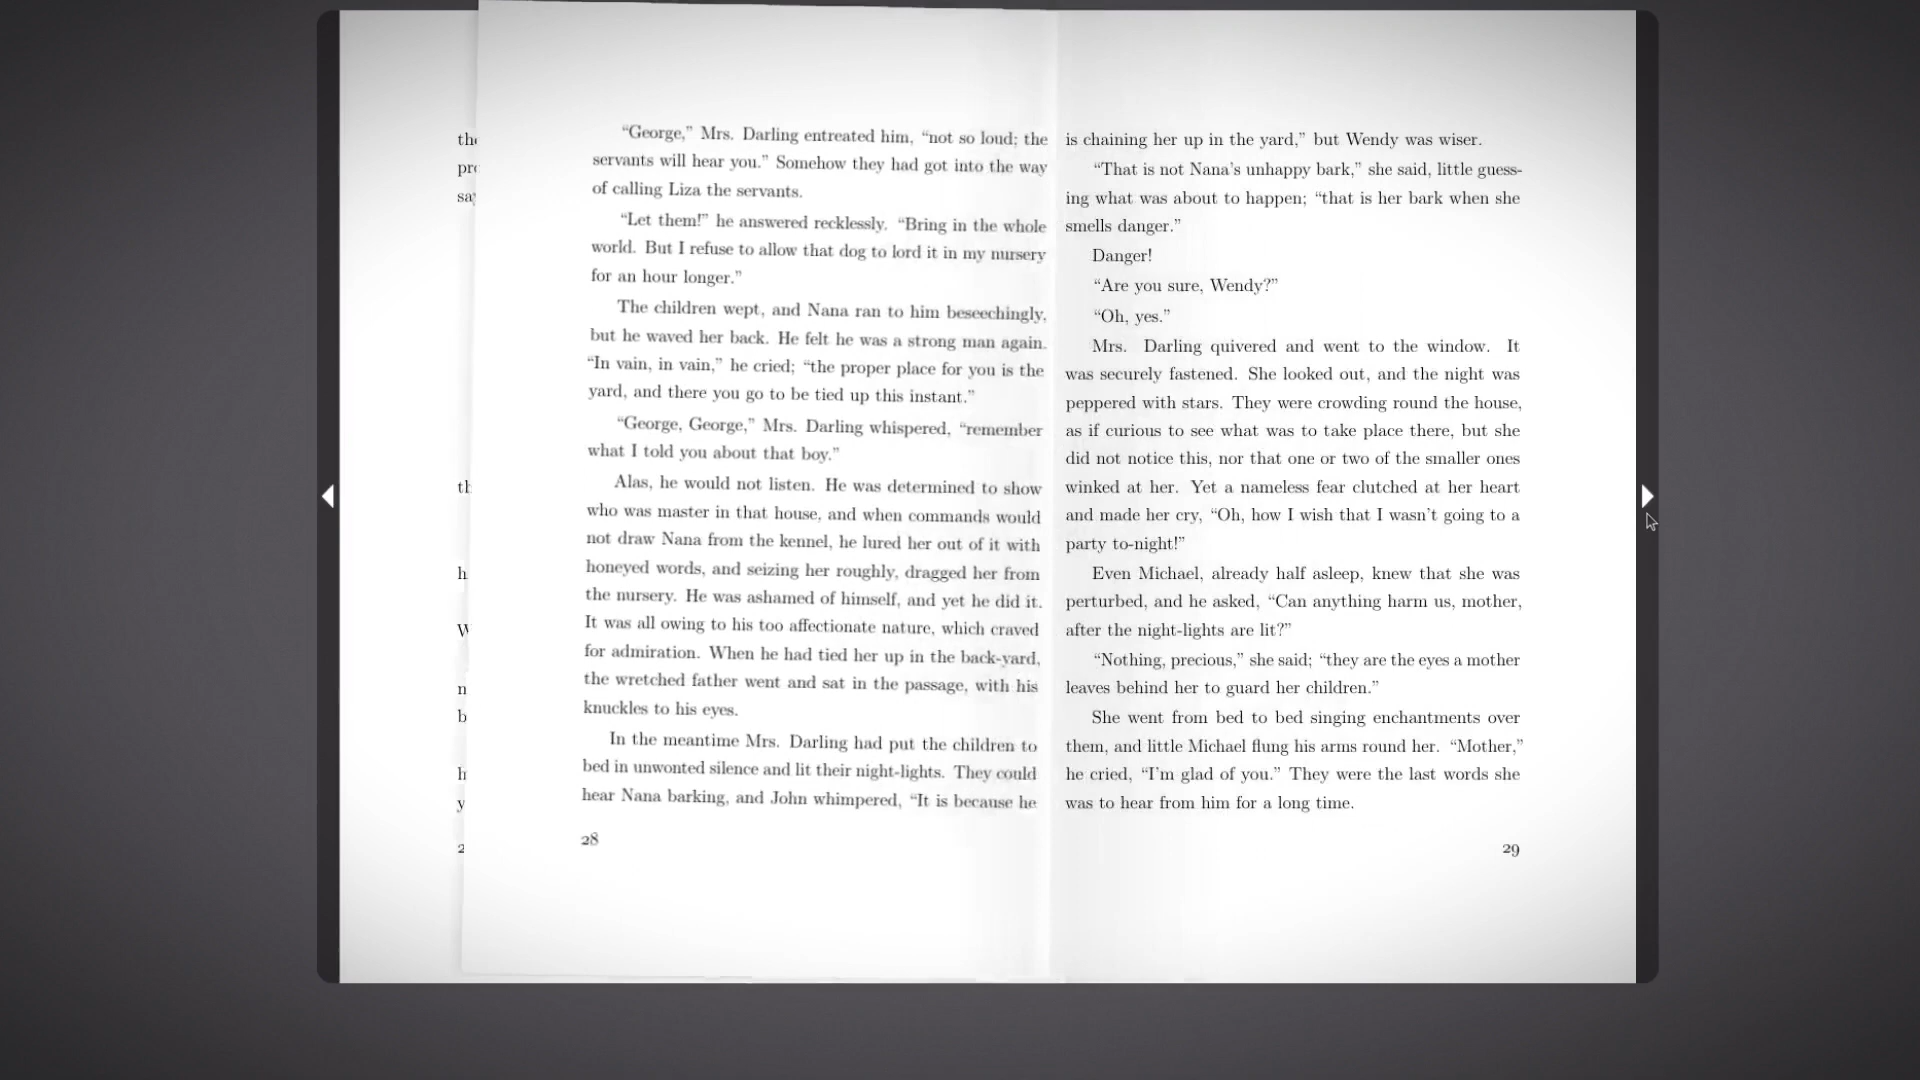 “George,” Mrs. Darling entreated him, “not so loud; the
servants will hear you.” Somehow they had got into the way
of calling Liza the servants.
“Let them!” he answered recklessly. “Bring in the whole
world. But I refuse to allow that dog to lord it in my nursery
for an hour longer.”
The children wept, and Nana ran to him beseechingly,
but he waved her back. He felt he was a strong man again.
“In vain, in vain,” he cried; “the proper place for you is the
yard, and there you go to be tied up this instant.”
“George, George,” Mrs. Darling whispered, “remember
what I told you about that boy.”
Alas, he would not listen. He was determined to show
who was master in that house, and when commands would
not draw Nana from the kennel, he lured her out of it with
honeyed words, and seizing her roughly, dragged her from
the nursery. He was ashamed of himself, and yet he did it.
It was all owing to his too affectionate nature, which craved
for admiration. When he had tied her up in the back-yard,
the wretched father went and sat in the passage, with his
knuckles to his eyes.
In the meantime Mrs. Darling had put the children to
bed in unwonted silence and lit their night-lights. They could
hear Nana barking, and John whimpered, “It is because he
28
is chaining her up in the yard,” but Wendy was wiser.
“That is not Nana’s unhappy bark,” she said, little guess-
ing what was about to happen; “that is her bark when she
smells danger.”
Danger!
“Are you sure, Wendy?”
“Oh, yes.”
Mrs. Darling quivered and went to the window. It
was securely fastened. She looked out, and the night was
peppered with stars. They were crowding round the house,
as if curious to see what was to take place there, but she
did not notice this, nor that one or two of the smaller ones
winked at her. Yet a nameless fear clutched at her heart
and made her cry, “Oh, how I wish that I wasn’t going to a
party to-night!”
Even Michael, already half asleep, knew that she was
perturbed, and he asked, “Can anything harm us, mother,
after the night-lights are lit?”
“Nothing, precious,” she said; “they are the eyes a mother
leaves behind her to guard her children.”
She went from bed to bed singing enchantments over
them, and little Michael flung his arms round her. “Mother,”
he cried, “I’m glad of you.” They were the last words she
was to hear from him for a long time.
29